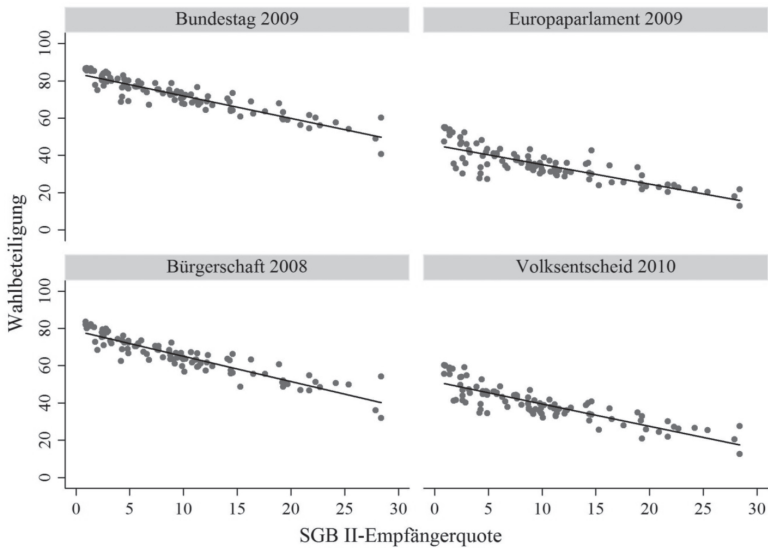 Bundestag 2009
Europaparlament 2009
100
80
60
40
20
0
Bürgerschaft 2008
Volksentscheid 2010
100
80
60
40
20
0
Wahlbeteiligung
0 5 10 15 20 25 30
0 5 10 15 20 25 30
SGB II-Empfängerquote